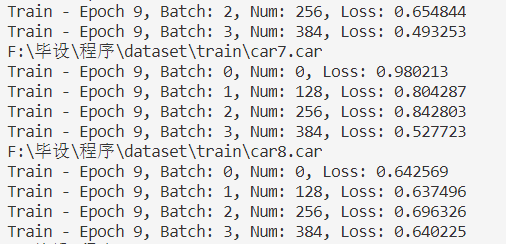 Train - Epoch 9, Batch: 2, Num: 256, Loss: 0.654844
Train - Epoch 9, Batch: 3, Num: 384, Loss: 0.493253
F:\毕设\程序\dataset\train\car7.car
Train - Epoch 9, Batch: 0, Num: 0, Loss: 0.980213
Train - Epoch 9, Batch: 1, Num: 128, Loss: 0.804287
Train - Epoch 9, Batch: 2, Num: 256, Loss: 0.842803
Train - Epoch 9, Batch: 3, Num: 384, Loss: 0.527723
F:\毕设\程序\dataset\train\car8.car
Train - Epoch 9, Batch: 0, Num: 0, Loss: 0.642569
Train - Epoch 9, Batch: 1, Num: 128, Loss: 0.637496
Train - Epoch 9, Batch: 2, Num: 256, Loss: 0.696326
Train - Epoch 9, Batch: 3, Num: 384, Loss: 0.640225